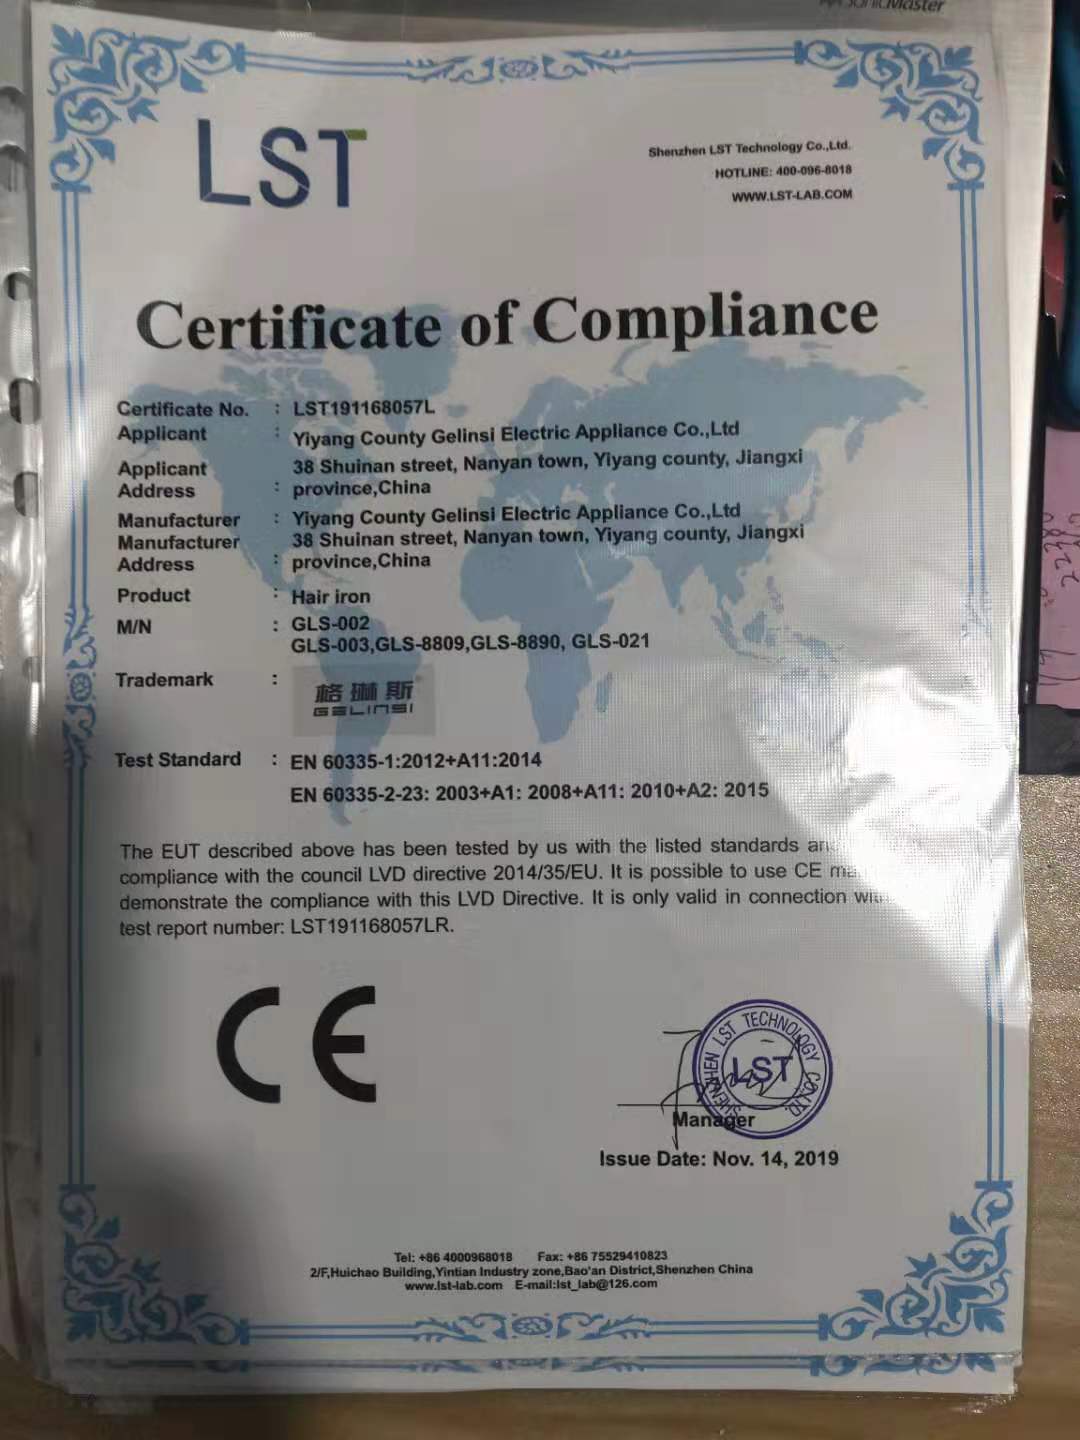 LST
Shenzhen LST Technology Co.,Ltd.
HOTLINE: 400-096-8018
WWW.LST-LAB.COM
Certificate of Compliance
Certificate No. : LST191168057L
Applicant : Yiyang County Gelinsi Electric Appliance Co.,Ltd
Applicant 38 Shuinan street, Nanyan town, Yiyang county, Jiangxi
Address : province,China
Manufacturer : Yiyang County Gelinsi Electric Appliance Co.,Ltd
Manufacturer 38 Shuinan street, Nanyan town, Yiyang county, Jiangxi
Address : province,China
Product : Hair iron
M/N : GLS-002
GLS-003,GLS-8809,GLS-8890, GLS-021
Trademark : 格琳斯
GELINSI
Test Standard : EN 60335-1:2012+A11:2014
EN 60335-2-23: 2003+A1: 2008+A11: 2010+A2: 2015
The EUT described above has been tested by us with the listed standards
compliance with the council LVD directive 2014/35/EU. It is possible to use CE
demonstrate the compliance with this LVD Directive. It is only valid in connection
test report number: LST191168057LR.
CE
SHENZHEN LST TECHNOLOGY CO.,LTD.
LST
Manager
Issue Date: Nov. 14, 2019
Tel: +86 4000968018 Fax: +86 75529410823
2/F,Huichao Building,Yintian Industry zone,Bao'an District,Shenzhen China
www.lst-lab.com E-mail:lst_lab@126.com